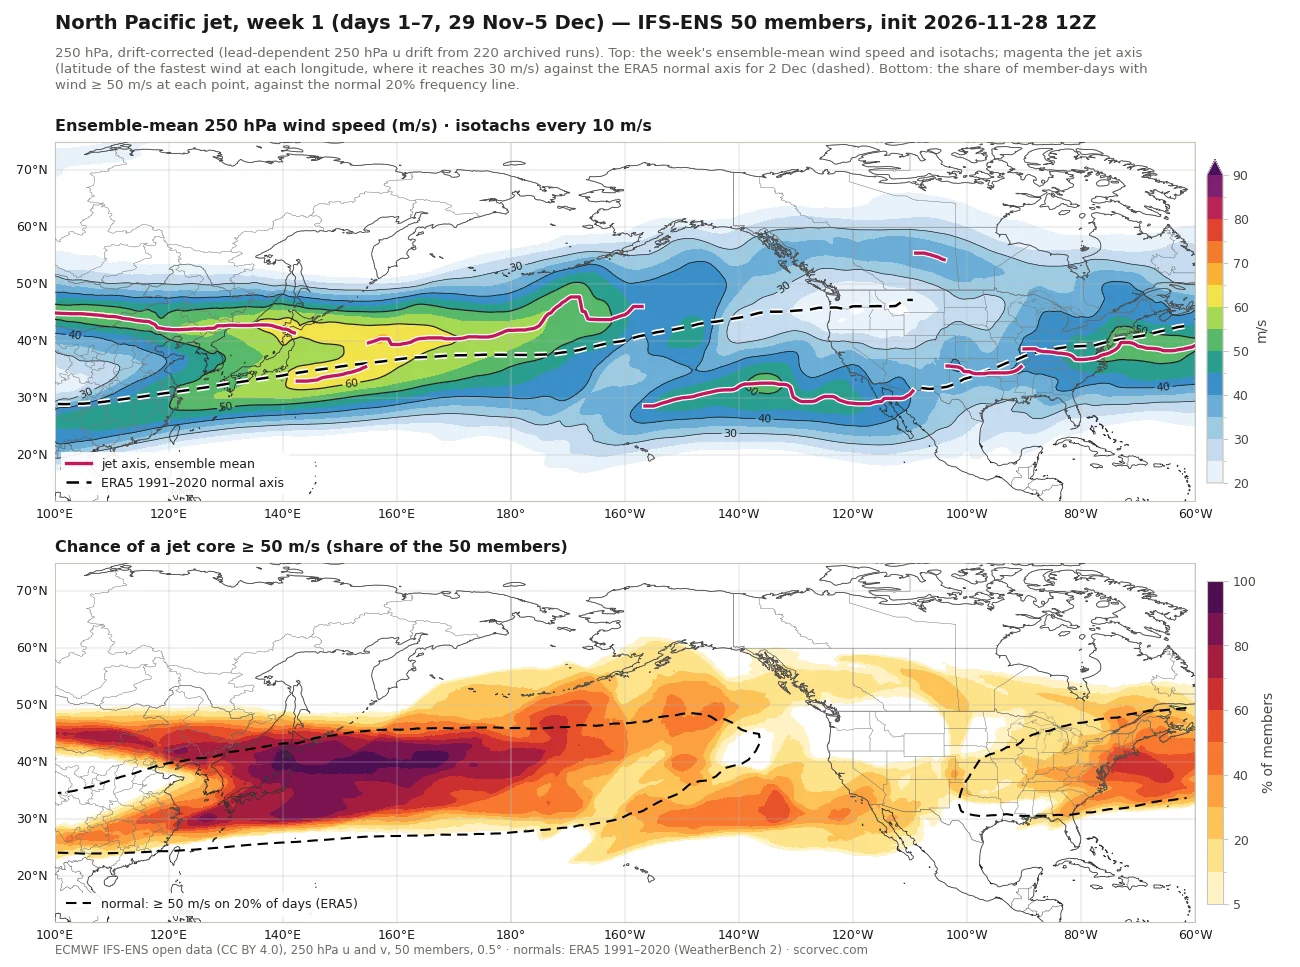 North Pacific jet, week 1 (days 1–7, 29 Nov–5 Dec) — IFS-ENS 50 members, init 2026-11-28 12Z
250 hPa, drift-corrected (lead-dependent 250 hPa u drift from 220 archived runs). Top: the week's ensemble-mean wind speed and isotachs; magenta the jet axis
(latitude of the fastest wind at each longitude, where it reaches 30 m/s) against the ERA5 normal axis for 2 Dec (dashed). Bottom: the share of member-days with
wind ≥ 50 m/s at each point, against the normal 20% frequency line.
Ensemble-mean 250 hPa wind speed (m/s) · isotachs every 10 m/s
70°N
60°N
50°N
40°N
30°N
20°N
30
30
40
30
50
60
50
40
30
50
40
jet axis, ensemble mean
ERA5 1991–2020 normal axis
100°E 120°E 140°E 160°E 180° 160°W 140°W 120°W 100°W 80°W 60°W
90
80
70
60
50
40
30
20
m/s
Chance of a jet core ≥ 50 m/s (share of the 50 members)
70°N
60°N
50°N
40°N
30°N
20°N
normal: ≥ 50 m/s on 20% of days (ERA5)
100°E 120°E 140°E 160°E 180° 160°W 140°W 120°W 100°W 80°W 60°W
100
80
60
40
20
5
% of members
ECMWF IFS-ENS open data (CC BY 4.0), 250 hPa u and v, 50 members, 0.5° · normals: ERA5 1991–2020 (WeatherBench 2) · scorvec.com